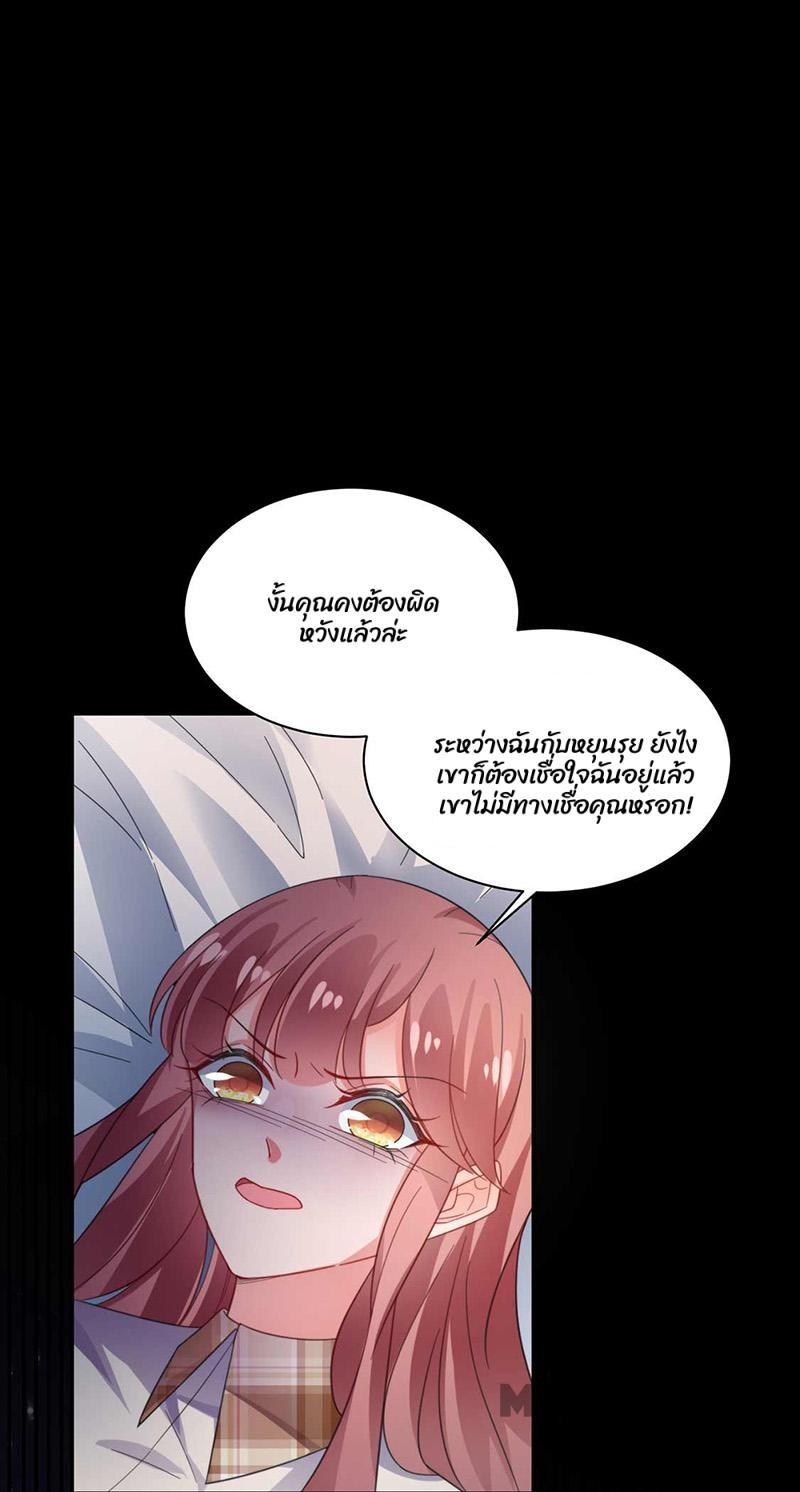 งั้นคุณคงต้องผิด
หวังแล้วล่ะ
ระหว่างฉันกับหยุนรุย ยังไง
เขาก็ต้องเชื่อใจฉันอยู่แล้ว
เขาไม่มีทางเชื่อคุณหรอก!
M